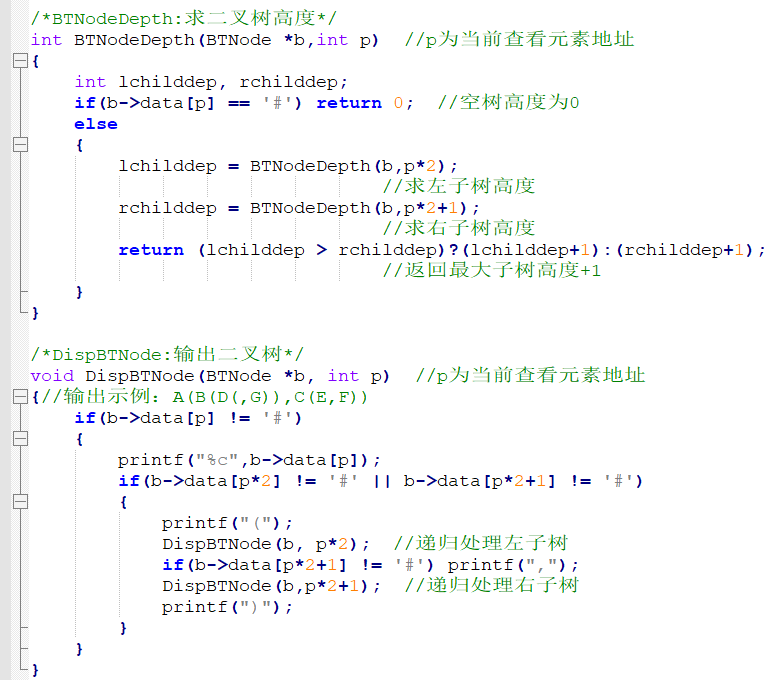 /*BTNodeDepth:求二叉树高度*/
int BTNodeDepth(BTNode *b,int p)  //p为当前查看元素地址
{
    int lchilddep, rchilddep;
    if(b->data[p] == '#') return 0;  //空树高度为0
    else
    {
        lchilddep = BTNodeDepth(b,p*2);
                                //求左子树高度
        rchilddep = BTNodeDepth(b,p*2+1);
                                //求右子树高度
        return (lchilddep > rchilddep)?(lchilddep+1):(rchilddep+1);
                                //返回最大子树高度+1
    }
}
/*DispBTNode:输出二叉树*/
void DispBTNode(BTNode *b, int p)  //p为当前查看元素地址
{//输出示例：A(B(D(,G)),C(E,F))
    if(b->data[p] != '#')
    {
        printf("%c",b->data[p]);
        if(b->data[p*2] != '#' || b->data[p*2+1] != '#')
        {
            printf("(");
            DispBTNode(b, p*2);  //递归处理左子树
            if(b->data[p*2+1] != '#') printf(",");
            DispBTNode(b,p*2+1);  //递归处理右子树
            printf(")");
        }
    }
}